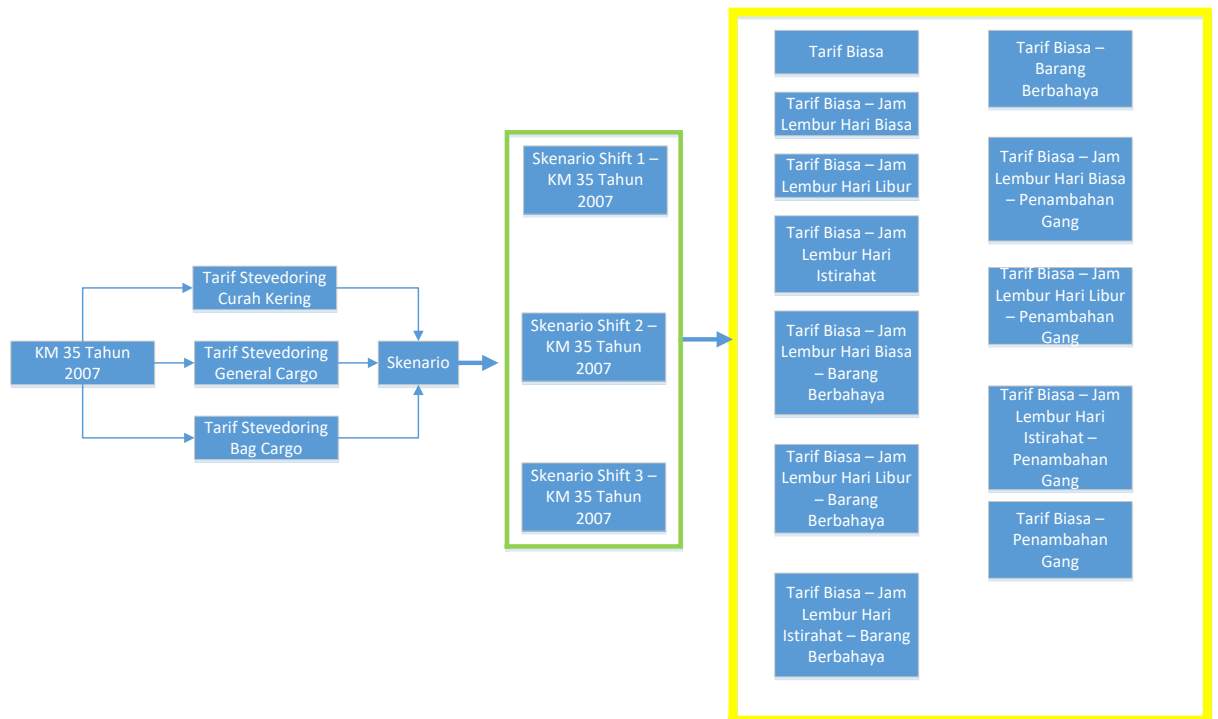 KM 35 Tahun
2007
Tarif Stevedoring
Curah Kering
Tarif Stevedoring
General Cargo
Tarif Stevedoring
Bag Cargo
Skenario
Skenario Shift 1 –
KM 35 Tahun
2007
Skenario Shift 2 –
KM 35 Tahun
2007
Skenario Shift 3 –
KM 35 Tahun
2007
Tarif Biasa
Tarif Biasa – Jam
Lembur Hari Biasa
Tarif Biasa – Jam
Lembur Hari Libur
Tarif Biasa – Jam
Lembur Hari
Istirahat
Tarif Biasa – Jam
Lembur Hari Biasa
– Barang
Berbahaya
Tarif Biasa – Jam
Lembur Hari Libur
– Barang
Berbahaya
Tarif Biasa – Jam
Lembur Hari
Istirahat – Barang
Berbahaya
Tarif Biasa –
Barang
Berbahaya
Tarif Biasa – Jam
Lembur Hari Biasa
– Penambahan
Gang
Tarif Biasa – Jam
Lembur Hari Libur
– Penambahan
Gang
Tarif Biasa – Jam
Lembur Hari
Istirahat –
Penambahan
Gang
Tarif Biasa –
Penambahan
Gang